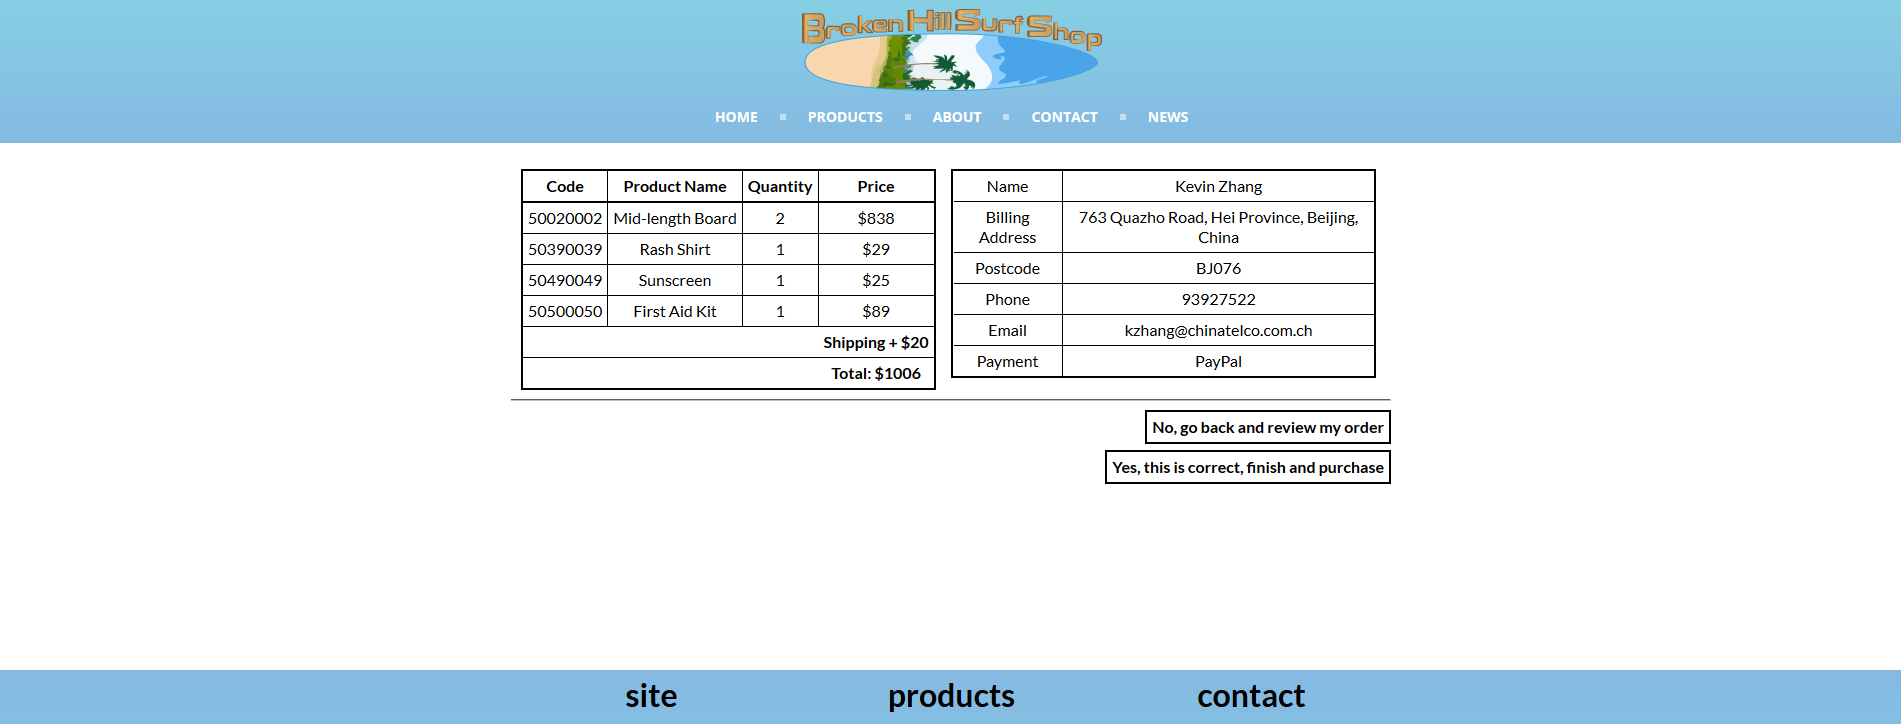 Broken Hill Surf Shop
HOME PRODUCTS ABOUT CONTACT NEWS
Code Product Name Quantity Price
50020002 Mid-length Board 2 $838
50390039 Rash Shirt 1 $29
50490049 Sunscreen 1 $25
50500050 First Aid Kit 1 $89
Shipping + $20
Total: $1006
Name Kevin Zhang
Billing Address 763 Quazho Road, Hei Province, Beijing,
China
Postcode BJ076
Phone 93927522
Email kzhang@chinatelco.com.ch
Payment PayPal
No, go back and review my order
Yes, this is correct, finish and purchase
site products contact